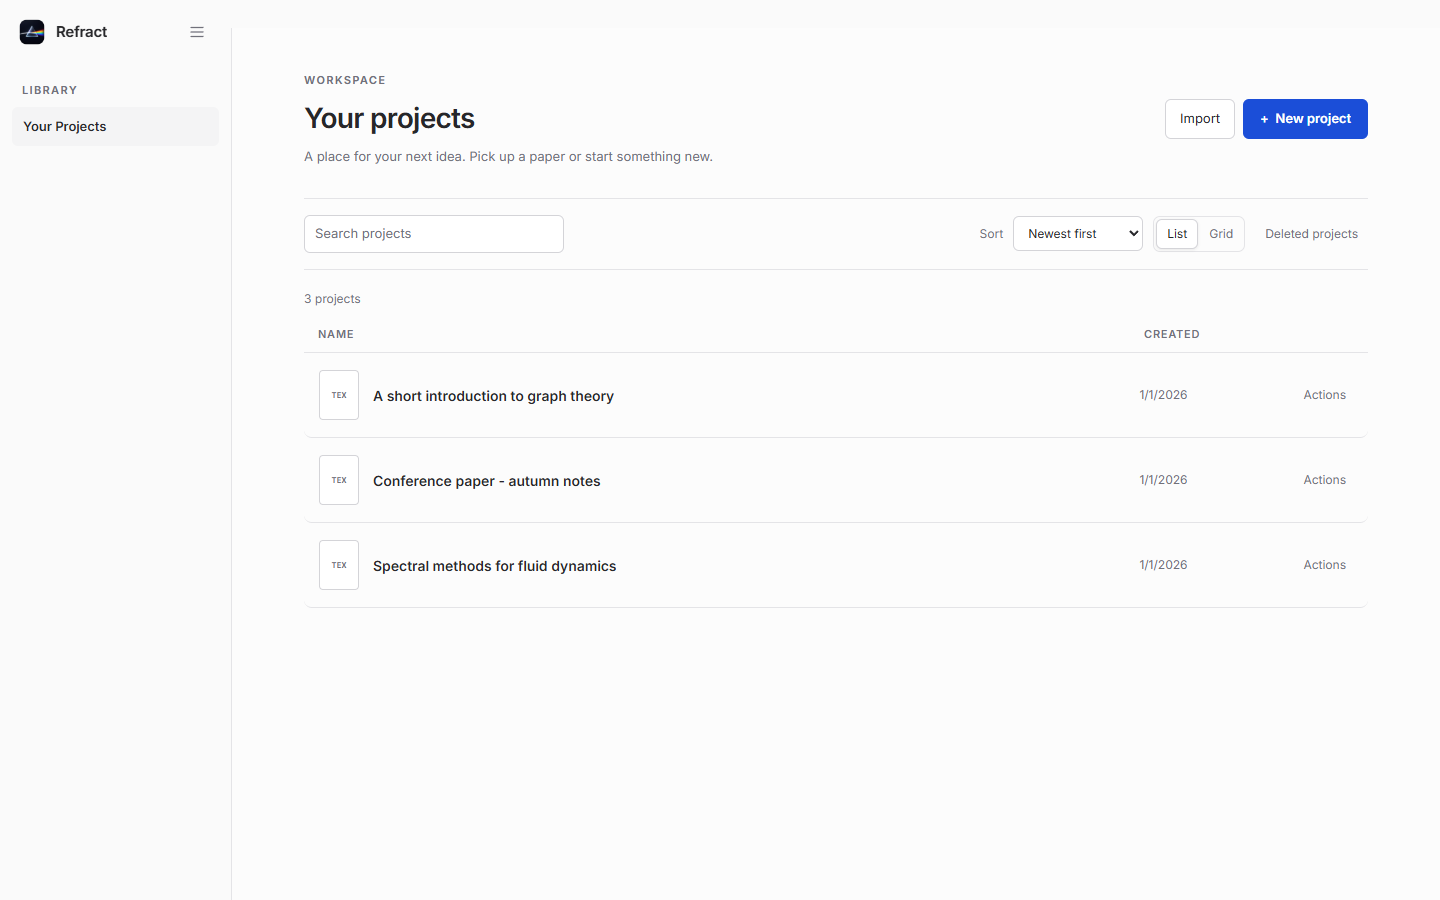 Refract
LIBRARY
Your Projects
WORKSPACE
Your projects
A place for your next idea. Pick up a paper or start something new.
Import
+ New project
Search projects
Sort
Newest first
List
Grid
Deleted projects
3 projects
NAME
CREATED
TEX
A short introduction to graph theory
1/1/2026
Actions
TEX
Conference paper - autumn notes
1/1/2026
Actions
TEX
Spectral methods for fluid dynamics
1/1/2026
Actions